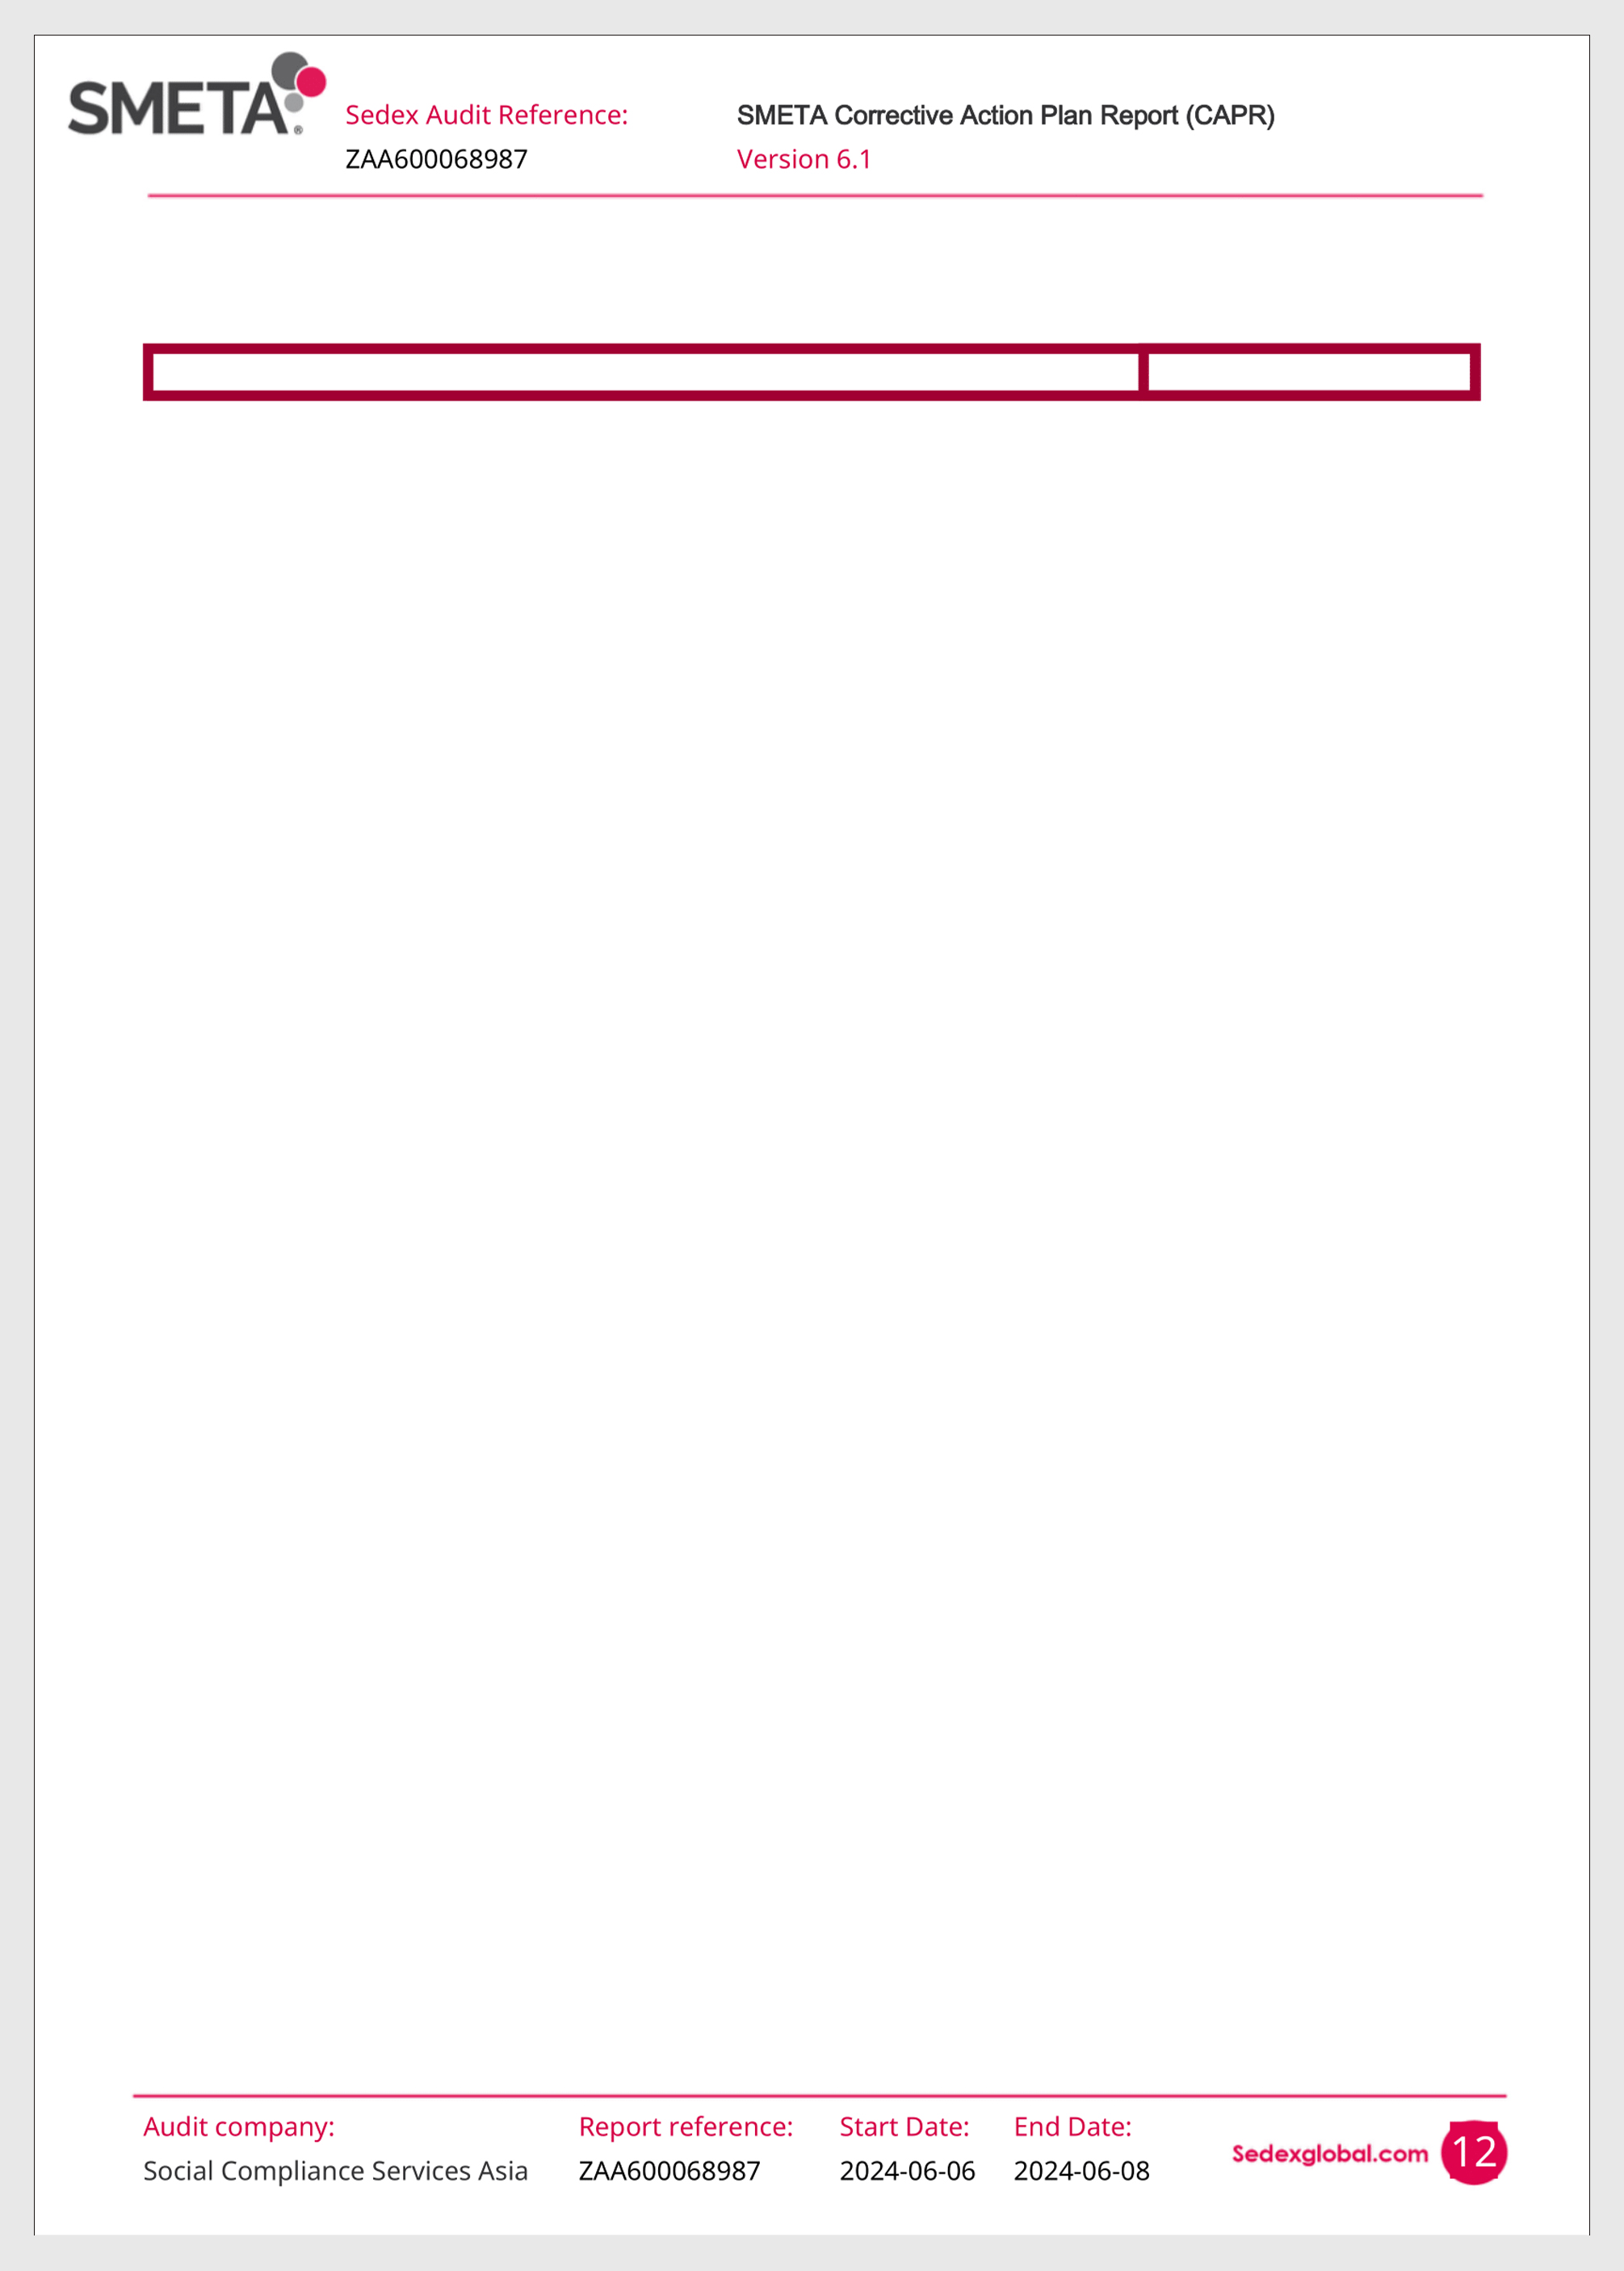 SMETA®
Sedex Audit Reference:
SMETA Corrective Action Plan Report (CAPR)
ZAA600068987
Version 6.1
Audit company:
Report reference:
Start Date:
End Date:
Social Compliance Services Asia
ZAA600068987
2024-06-06
2024-06-08
Sedexglobal.com
12